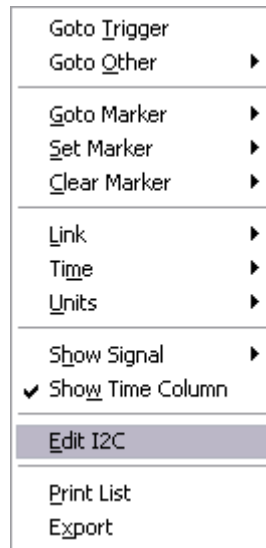 Goto Trigger
Goto Other
Goto Marker
Set Marker
Clear Marker
Link
Time
Units
Show Signal
Show Time Column
Edit I2C
Print List
Export